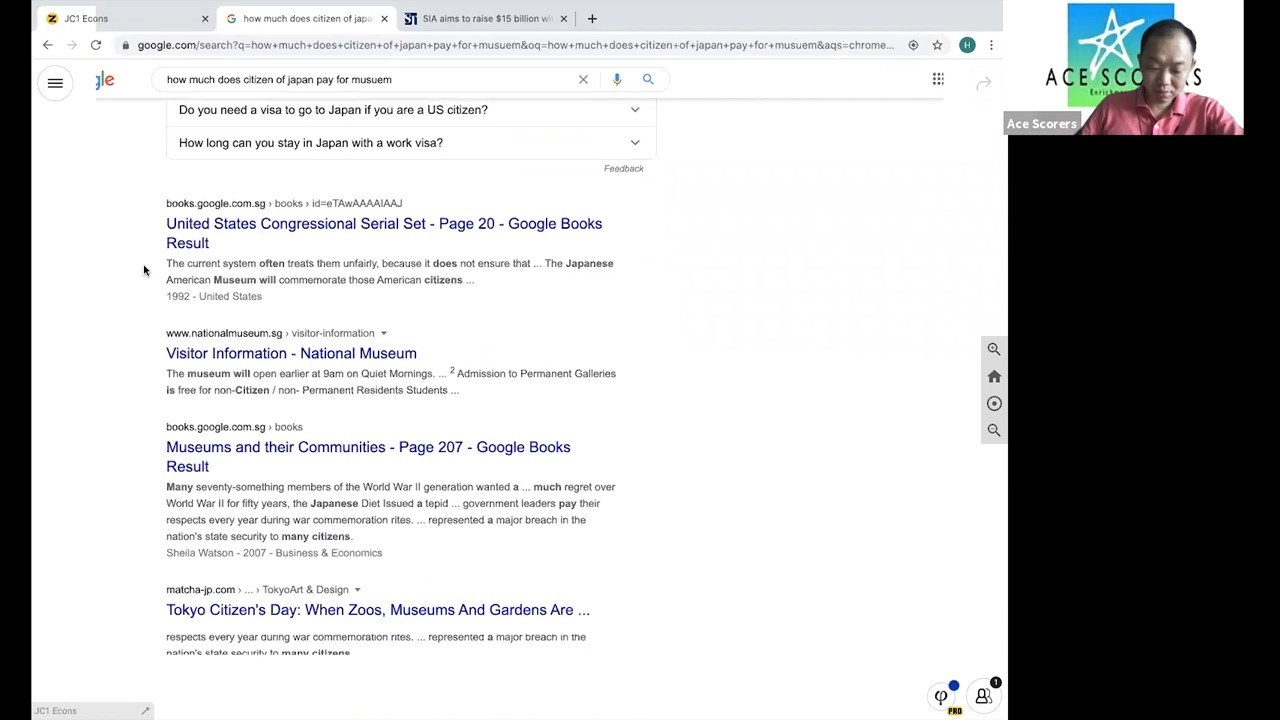 JC1 Econs
how much does citizen of japa
SIA aims to raise $15 billion wi
google.com/search?q=how+much+does+citizen+of+japan+pay+for+musuem&oq=how+much+does+citizen+of+japan+pay+for+musuem&aqs=chrome...
H
gle
how much does citizen of japan pay for musuem
ACE SCO RS
Enrich
Ace Scorers
Do you need a visa to go to Japan if you are a US citizen?
How long can you stay in Japan with a work visa?
Feedback
books.google.com.sg › books › id=eTAwAAAAIAAJ
United States Congressional Serial Set - Page 20 - Google Books
Result
The current system often treats them unfairly, because it does not ensure that ... The Japanese
American Museum will commemorate those American citizens ...
1992 - United States
www.nationalmuseum.sg › visitor-information
Visitor Information - National Museum
The museum will open earlier at 9am on Quiet Mornings. ... 2 Admission to Permanent Galleries
is free for non-Citizen / non- Permanent Residents Students ...
books.google.com.sg › books
Museums and their Communities - Page 207 - Google Books
Result
Many seventy-something members of the World War II generation wanted a ... much regret over
World War II for fifty years, the Japanese Diet Issued a tepid ... government leaders pay their
respects every year during war commemoration rites. ... represented a major breach in the
nation's state security to many citizens.
Sheila Watson - 2007 - Business & Economics
matcha-jp.com › ... › TokyoArt & Design
Tokyo Citizen's Day: When Zoos, Museums And Gardens Are ...
respects every year during war commemoration rites. ... represented a major breach in the
nation's state security to many citizens.
φ
PRO
1
JC1 Econs